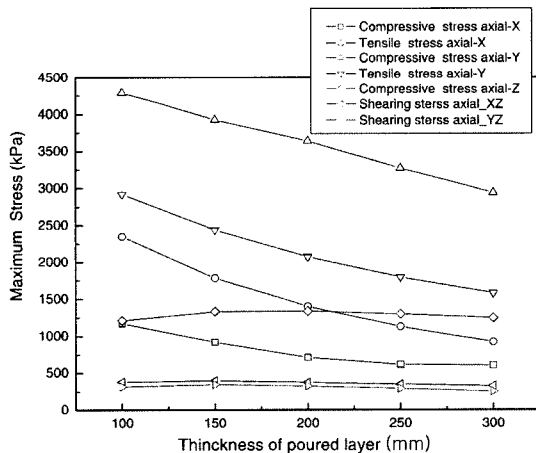 Compressive stress axial-X
Tensile stress axial-X
Compressive stress axial-Y
Tensile stress axial-Y
Compressive stress axial-Z
Shearing sterss axial_XZ
Shearing sterss axial_YZ
4500
4000
3500
3000
2500
2000
1500
1000
500
0
Maximum Stress (kPa)
100 150 200 250 300
Thinckness of poured layer (mm)